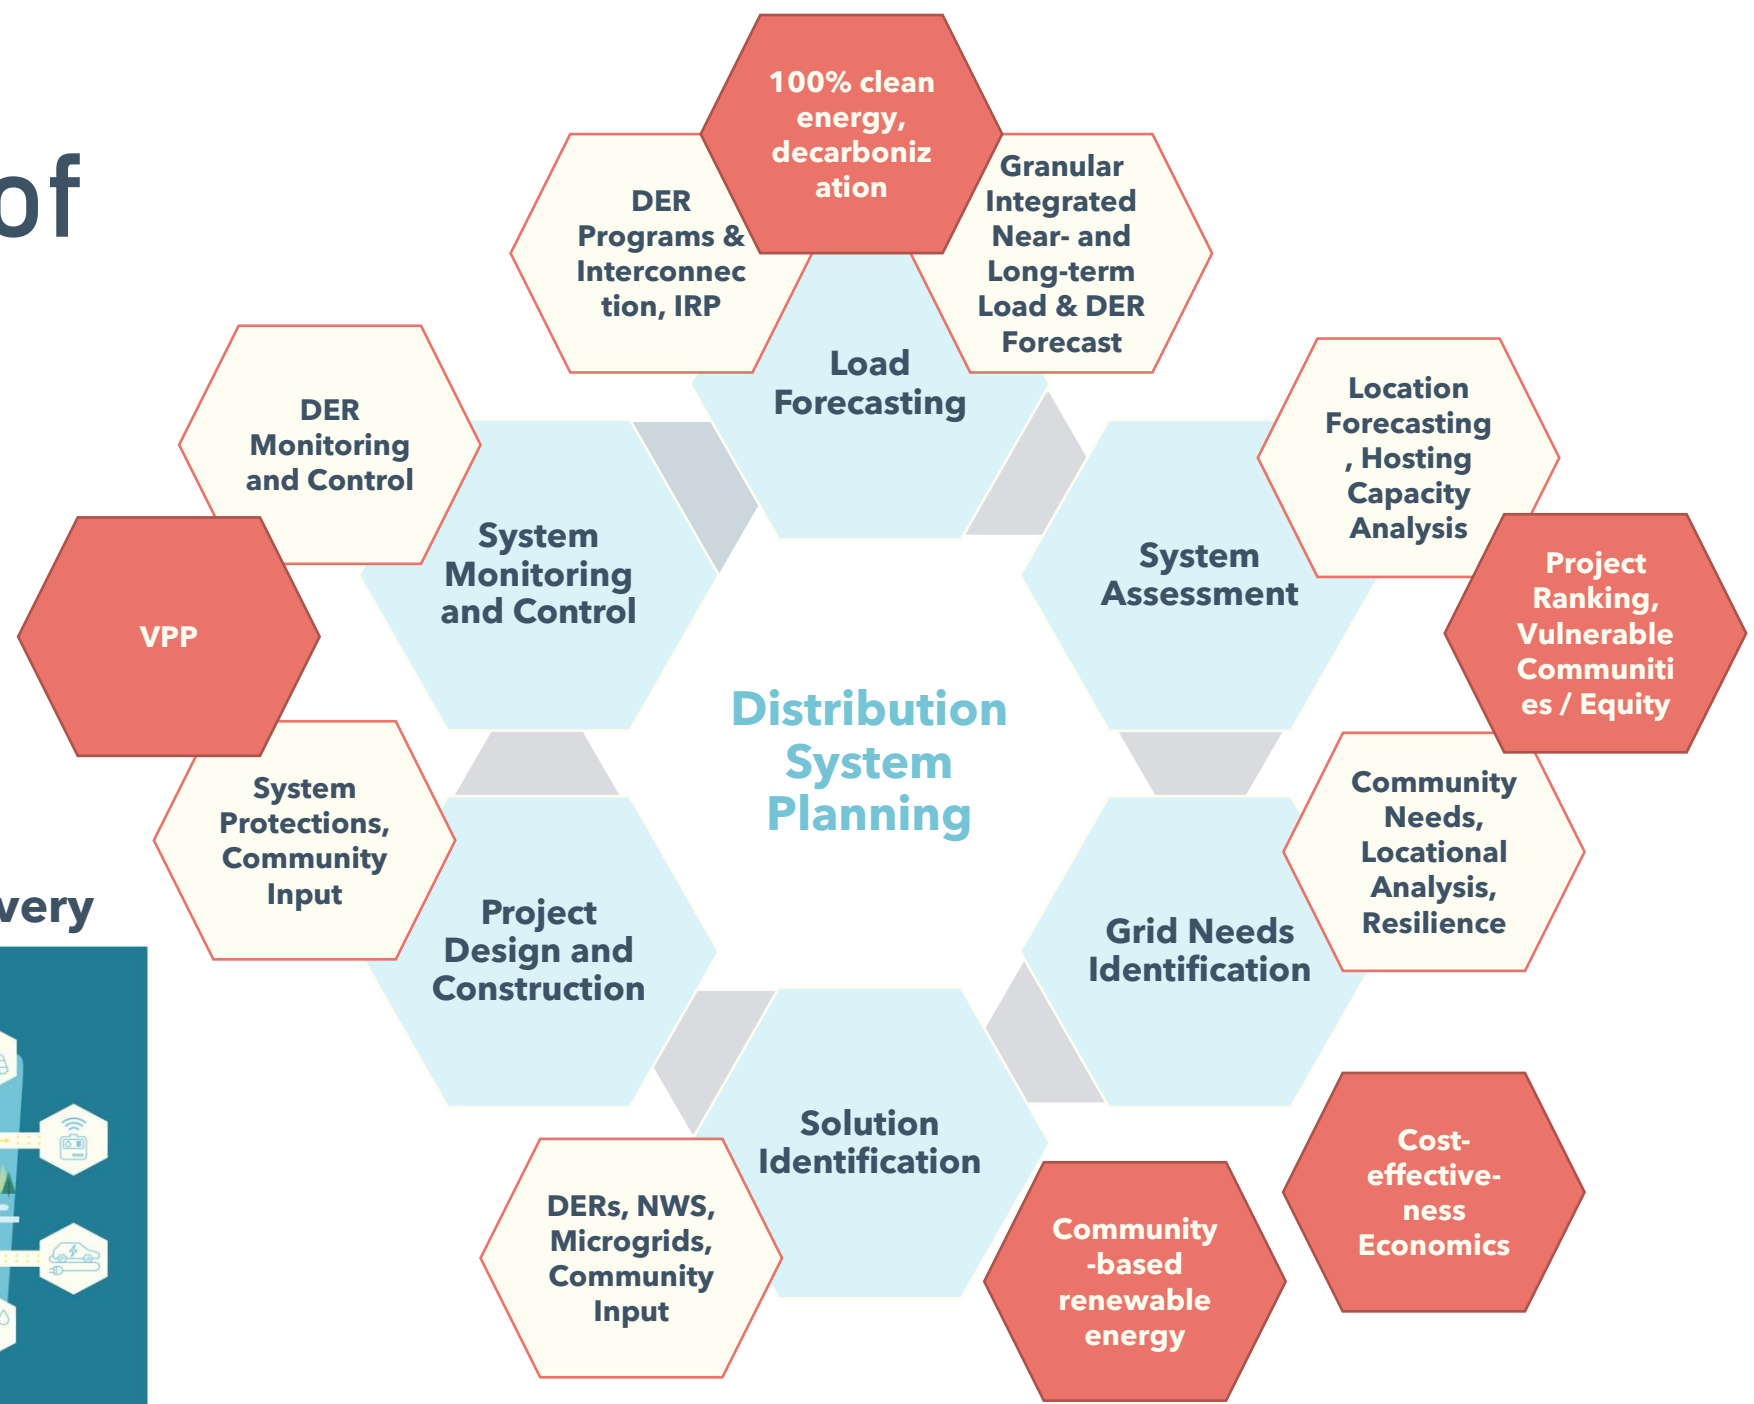 of
very
100% clean
energy,
decarboniz
ation
DER
Programs &
Interconnec
tion, IRP
Granular
Integrated
Near- and
Long-term
Load & DER
Forecast
Load
Forecasting
Location
Forecasting
, Hosting
Capacity
Analysis
DER
Monitoring
and Control
System
Monitoring
and Control
System
Assessment
Project
Ranking,
Vulnerable
Communiti
es / Equity
VPP
Distribution
System
Planning
System
Protections,
Community
Input
Community
Needs,
Locational
Analysis,
Resilience
Project
Design and
Construction
Grid Needs
Identification
Solution
Identification
Cost-
effective-
ness
Economics
DERs, NWS,
Microgrids,
Community
Input
Community
-based
renewable
energy